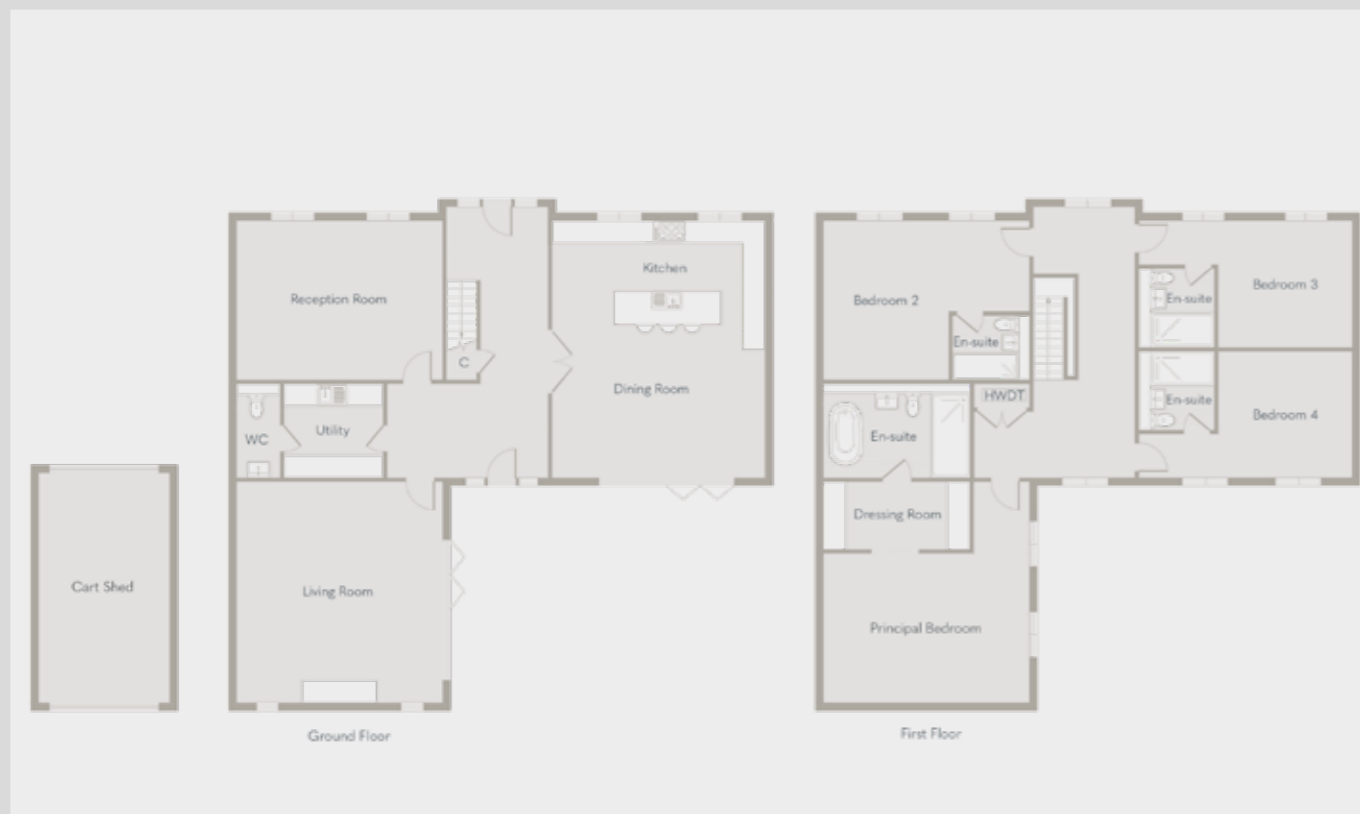 Reception Room
Kitchen
C
Dining Room
WC
Utility
Cart Shed
Living Room
Ground Floor
Bedroom 2
En-suite
Bedroom 3
En-suite
HWDT
En-suite
Bedroom 4
En-suite
Dressing Room
Principal Bedroom
First Floor